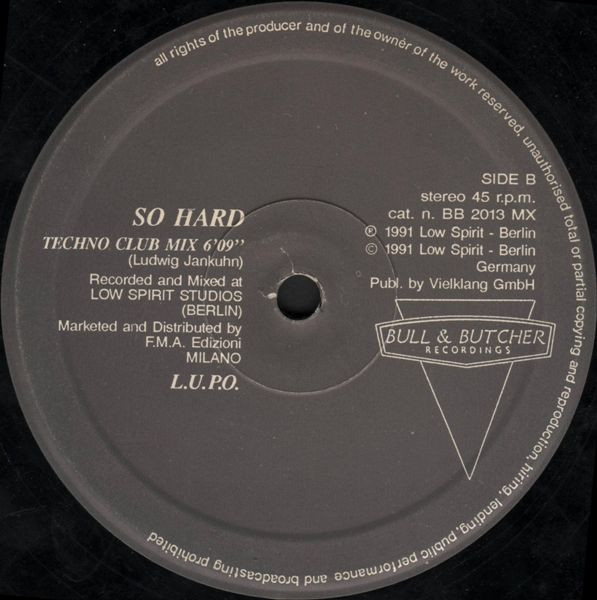 all rights of the producer and of the owner of the work reserved, unauthorised total or partial copying and reproduction, hiring, lending, public performance and broadcasting prohibited
SO HARD
TECHNO CLUB MIX 6'09''
(Ludwig Jankuhn)
Recorded and Mixed at
LOW SPIRIT STUDIOS
(BERLIN)
Marketed and Distributed by
F.M.A. Edizioni
MILANO
L.U.P.O.
SIDE B
stereo 45 r.p.m.
cat. n. BB 2013 MX
℗ 1991 Low Spirit - Berlin
© 1991 Low Spirit - Berlin
Germany
Publ. by Vielklang GmbH
BULL & BUTCHER
RECORDINGS